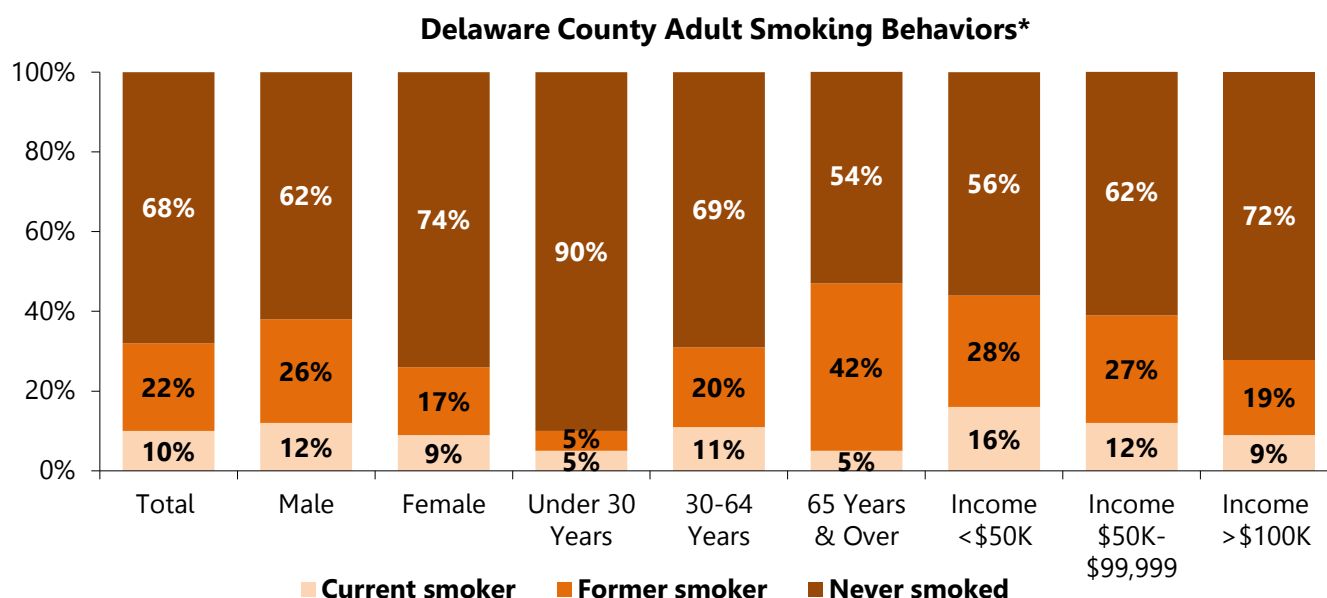 Delaware County Adult Smoking Behaviors*
100%
80%
60%
40%
20%
0%
68%
22%
10%
62%
26%
12%
74%
17%
9%
90%
5%
5%
69%
20%
11%
54%
42%
5%
56%
28%
16%
62%
27%
12%
72%
19%
9%
Total
Male
Female
Under 30
Years
30-64
Years
65 Years
& Over
Income
<$50K
Income
$50K-
$99,999
Income
>$100K
Current smoker
Former smoker
Never smoked